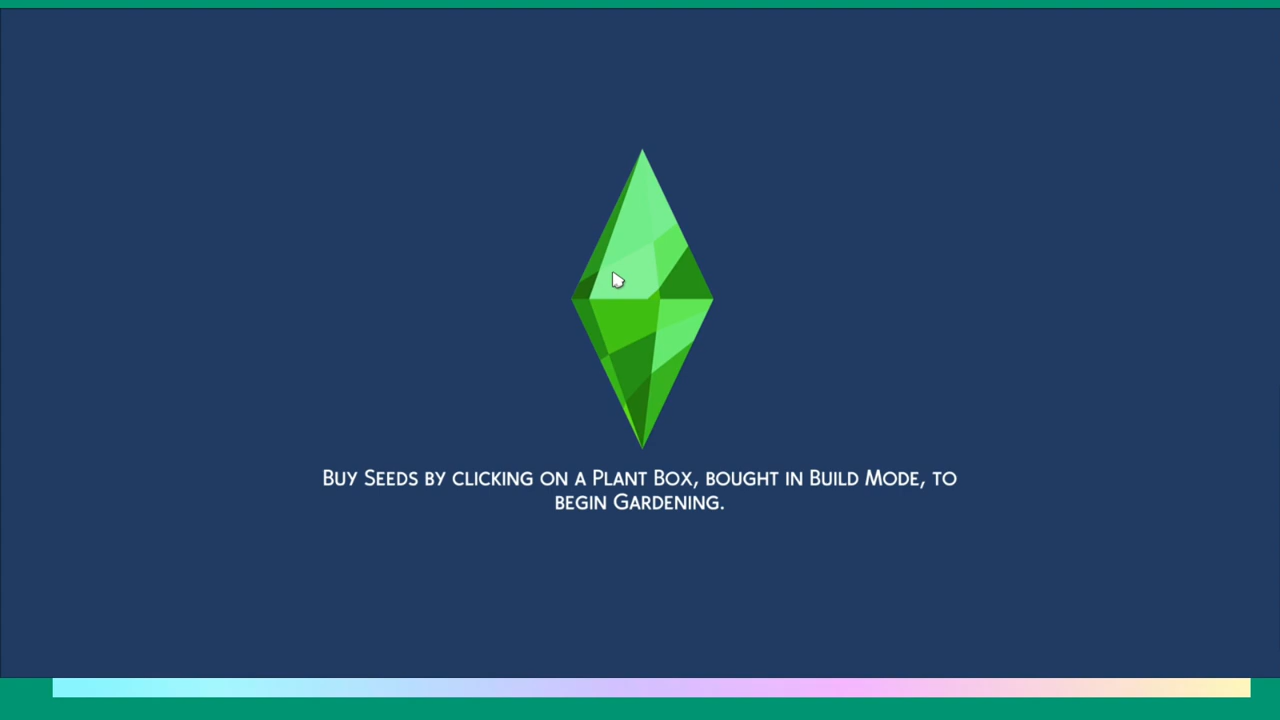 Buy Seeds by clicking on a Plant Box, bought in Build Mode, to
begin Gardening.